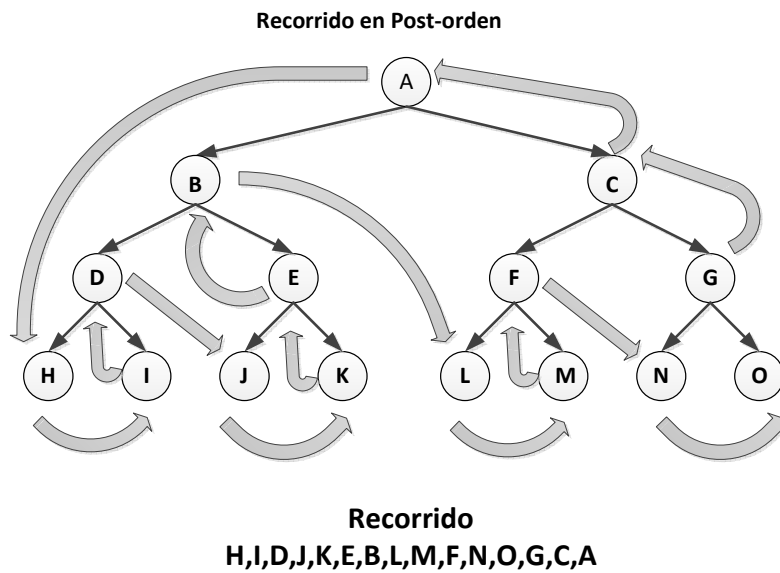 Recorrido en Post-orden
A
B
C
D
E
F
G
H
I
J
K
L
M
N
O
Recorrido
H,I,D,J,K,E,B,L,M,F,N,O,G,C,A